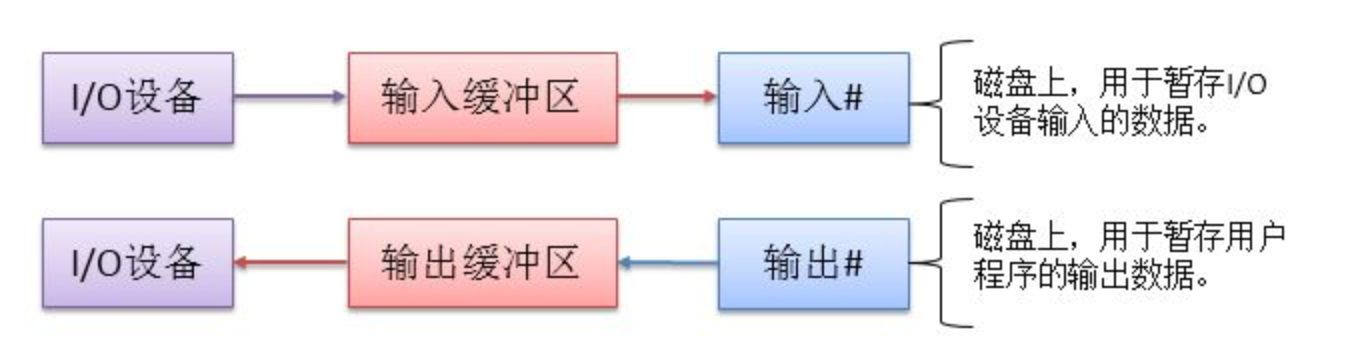 I/O设备
输入缓冲区
输入#
磁盘上，用于暂存I/O
设备输入的数据。
I/O设备
输出缓冲区
输出#
磁盘上，用于暂存用户
程序的输出数据。